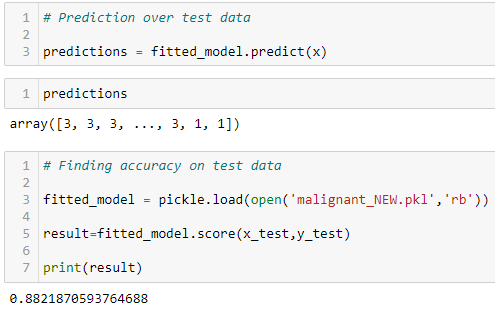 1 # Prediction over test data
2
3 predictions = fitted_model.predict(x)
1 predictions
array([3, 3, 3, ..., 3, 1, 1])
1 # Finding accuracy on test data
2
3 fitted_model = pickle.load(open('malignant_NEW.pkl','rb'))
4
5 result=fitted_model.score(x_test,y_test)
6
7 print(result)
0.8821870593764688